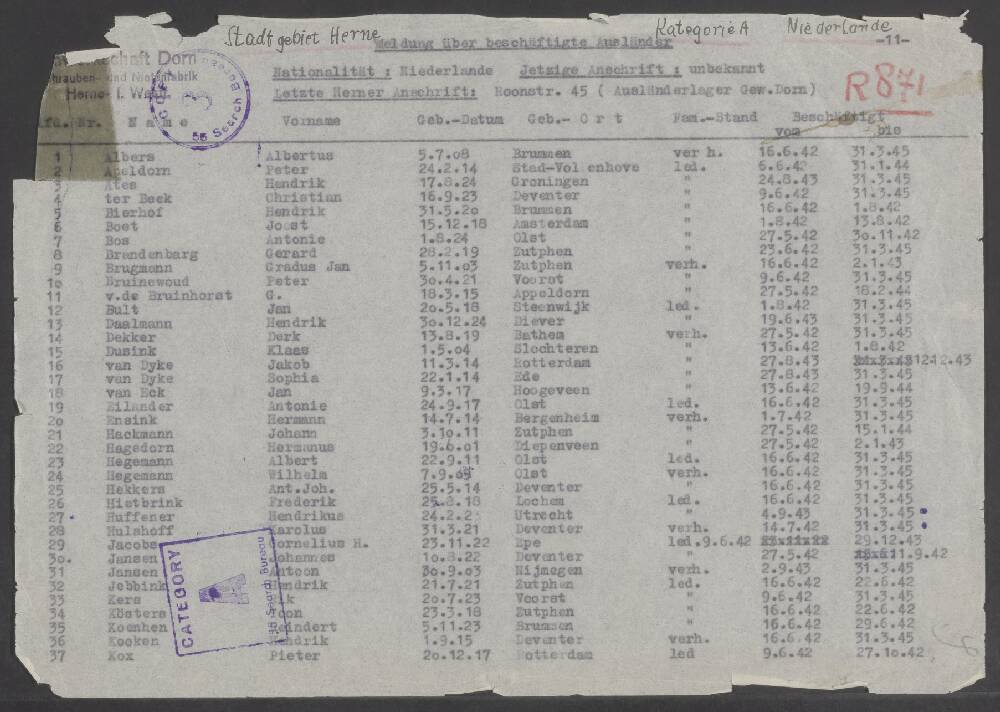 Stadtgebiet Herne Kategorie A Niederlande
Meldung über beschäftigte Ausländer -11-
schaft Dorn
Schrauben- und Nietenfabrik
Herne i. W.
Nationalität : Niederlande Jetzige Anschrift : unbekannt
Letzte Herner Anschrift: Roonstr. 45 ( Ausländerlager Gew.Dorn)
R871
55 Search Bureau
Lfd. Nr. Name Vorname Geb.-Datum Geb.- Ort Fam.-Stand Beschäftigt
vom bis
1 Albers Albertus 5.7.08 Brummen verh. 16.6.42 31.3.45
2 Apeldorn Peter 24.2.14 Stad-Vollenhove led. 6.6.42 31.1.44
3 Ates Hendrik 17.8.24 Groningen " 24.8.43 31.3.45
4 ter Beek Christian 16.9.23 Deventer " 9.6.42 31.3.45
5 Bierhof Hendrik 31.5.20 Brummen " 16.6.42 1.8.42
6 Boet Joost 15.12.18 Amsterdam " 1.8.42 13.8.42
7 Bos Antonie 1.8.24 Olst " 27.5.42 30.11.42
8 Brandenbarg Gerard 28.2.19 Zutphen " 23.6.42 31.3.45
9 Brugmann Gradus Jan 5.11.03 Zutphen verh. 16.6.42 2.1.43
10 Bruinewoud Peter 30.4.21 Voorst " 9.6.42 31.3.45
11 v.de Bruinhorst G. 18.3.15 Appeldorn " 27.5.42 18.2.44
12 Bult Jan 20.5.18 Steenwijk led. 1.8.42 31.3.45
13 Daalmann Hendrik 30.12.24 Diever " 19.6.43 31.3.45
14 Dekker Derk 13.8.19 Bathem verh. 27.5.42 31.3.45
15 Dusink Klaas 1.5.04 Slochteren " 13.6.42 1.8.42
16 van Dyke Jakob 11.3.14 Rotterdam " 27.8.43 12.12.43
17 van Dyke Sophia 22.1.14 Ede " 27.8.43 31.3.45
18 van Eck Jan 9.3.17 Hoogeveen " 13.6.42 19.9.44
19 Eilander Antonie 24.9.17 Olst led. 16.6.42 31.3.45
20 Ensink Hermann 14.7.14 Bergenheim verh. 1.7.42 31.3.45
21 Hackmann Johann 3.10.11 Zutphen " 27.5.42 15.1.44
22 Hagedorn Hermanus 19.6.01 Diepenveen " 27.5.42 2.1.43
23 Hegemann Albert 22.9.11 Olst led. 16.6.42 31.3.45
24 Hegemann Wilhelm 7.9.05 Olst verh. 16.6.42 31.3.45
25 Hekkers Ant.Joh. 25.5.14 Deventer " 16.6.42 31.3.45
26 Hietbrink Frederik 25.8.18 Lochem led. 16.6.42 31.3.45
27 Huffener Hendrikus 24.2.2 Utrecht " 4.9.43 31.3.45
28 Hulshoff Karolus 31.3.21 Deventer verh. 14.7.42 31.3.45
29 Jacobs Cornelius H. 23.11.22 Epe led. 9.6.42 29.12.43
30. Jansen Johannes 10.8.22 Deventer " 27.5.42 11.9.42
31 Jansen Antoon 30.9.03 Nijmegen verh. 2.9.43 31.3.45
32 Jebbink Hendrik 21.7.21 Zutphen led. 16.6.42 22.6.42
33 Kers 20.7.23 Voorst " 9.6.42 31.3.45
34 Kösters Toon 23.3.18 Zutphen " 16.6.42 22.6.42
35 Koenhen Reindert 5.11.23 Brummen " 16.6.42 29.6.42
36 Kocken Hendrik 1.9.15 Deventer verh. 16.6.42 31.3.45
37 Kox Pieter 20.12.17 Rotterdam led 9.6.42 27.10.42
CATEGORY
A
Search Bureau